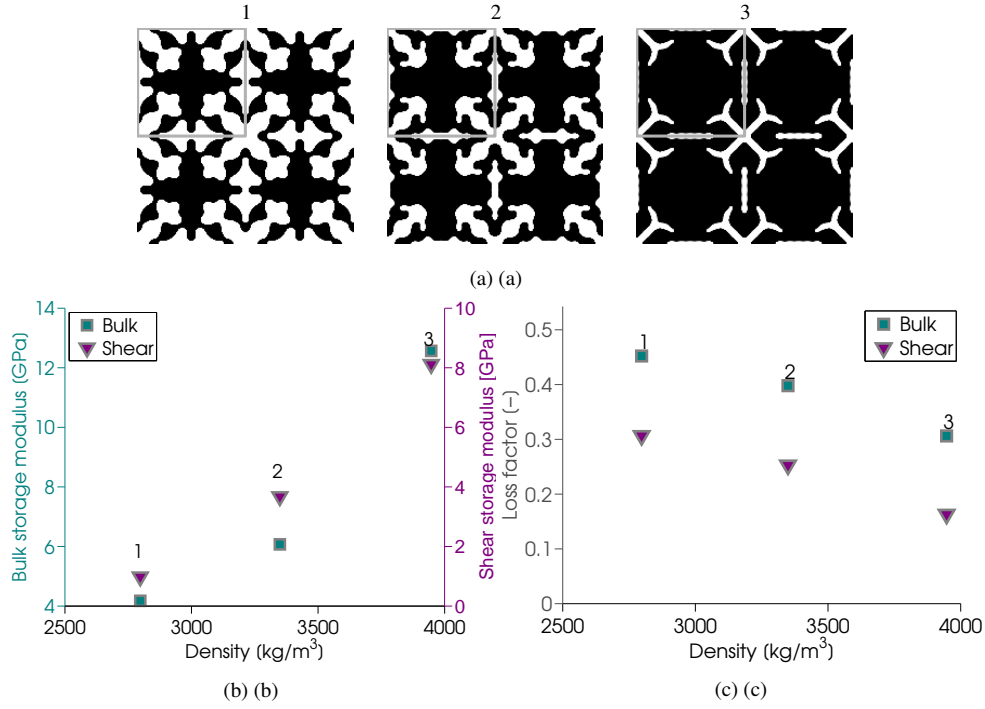 1 2 3
(a) (a)
14
12
10
8
6
4
Bulk storage modulus (GPa)
Bulk
Shear
1
2
3
10
8
6
4
2
0
Shear storage modulus [GPa]
2500 3000 3500 4000
Density [kg/m³]
(b) (b)
0.5
0.4
0.3
0.2
0.1
0
Loss factor (−)
Bulk
Shear
1
2
3
2500 3000 3500 4000
Density [kg/m³]
(c) (c)